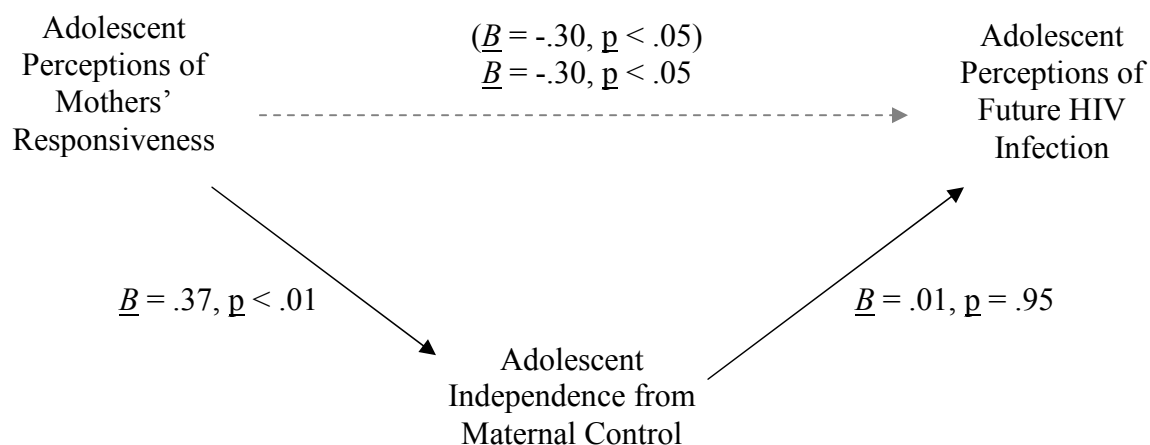 Adolescent
Perceptions of
Mothers’
Responsiveness
(B = -.30, p < .05)
B = -.30, p < .05
Adolescent
Perceptions of
Future HIV
Infection
B = .37, p < .01
B = .01, p = .95
Adolescent
Independence from
Maternal Control